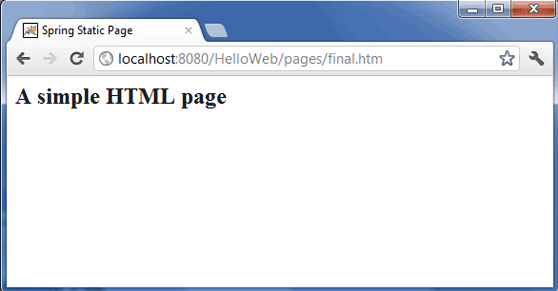 Spring Static Page
localhost:8080/HelloWeb/pages/final.htm
A simple HTML page